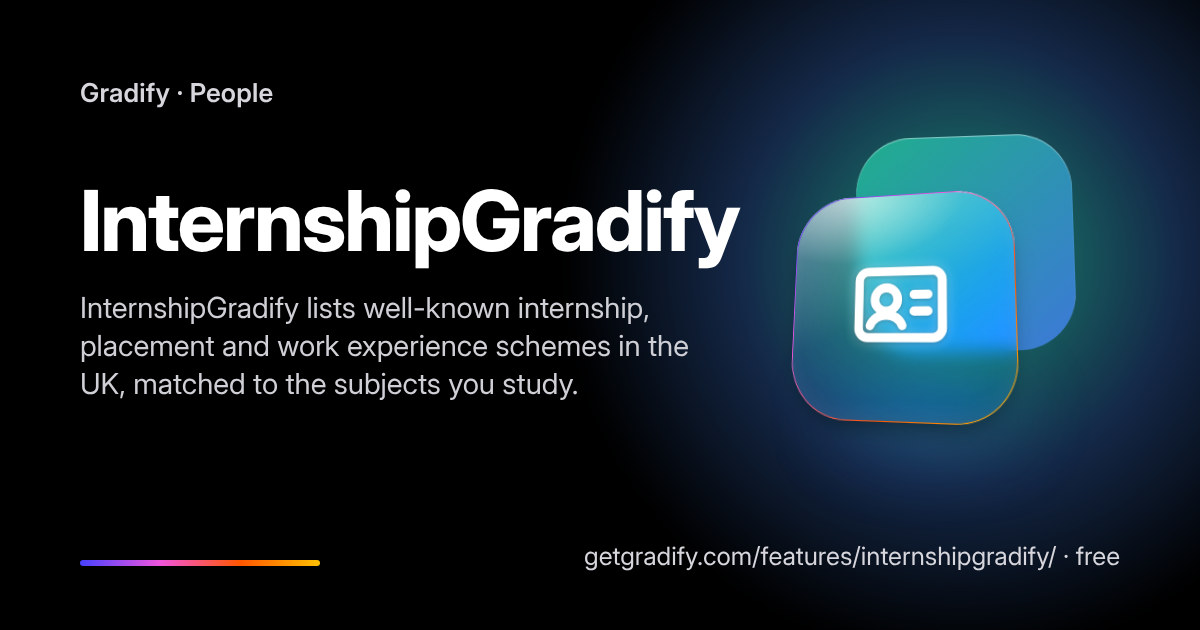 Gradify · People
InternshipGradify
InternshipGradify lists well-known internship,
placement and work experience schemes in the
UK, matched to the subjects you study.
getgradify.com/features/internshipgradify/ · free